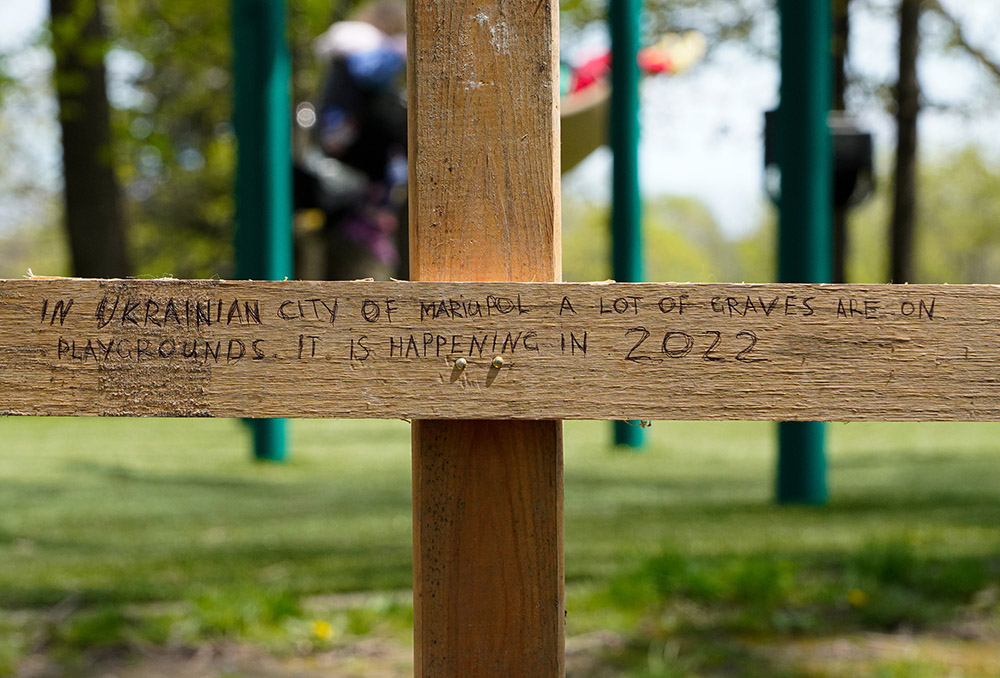 IN UKRAINIAN CITY OF MARIUPOL A LOT OF GRAVES ARE ON
PLAYGROUNDS. IT IS HAPPENING IN 2022